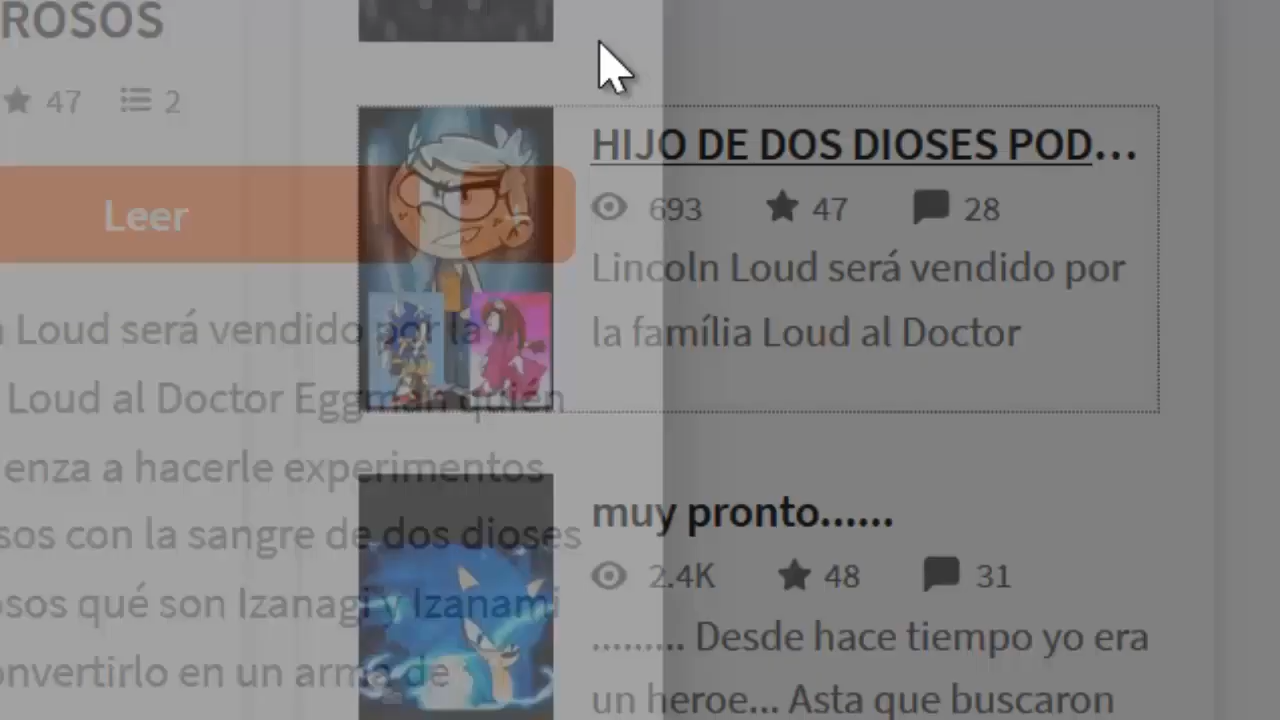 ROSOS
47 2
Leer
Loud será vendido por la
Loud al Doctor Eggman quien
enza a hacerle experimentos
sos con la sangre de dos dioses
osos qué son Izanagi y Izanami
onvertirlo en un arma de
HIJO DE DOS DIOSES POD...
693 47 28
Lincoln Loud será vendido por
la família Loud al Doctor
muy pronto......
2.4K 48 31
......... Desde hace tiempo yo era
un heroe... Asta que buscaron